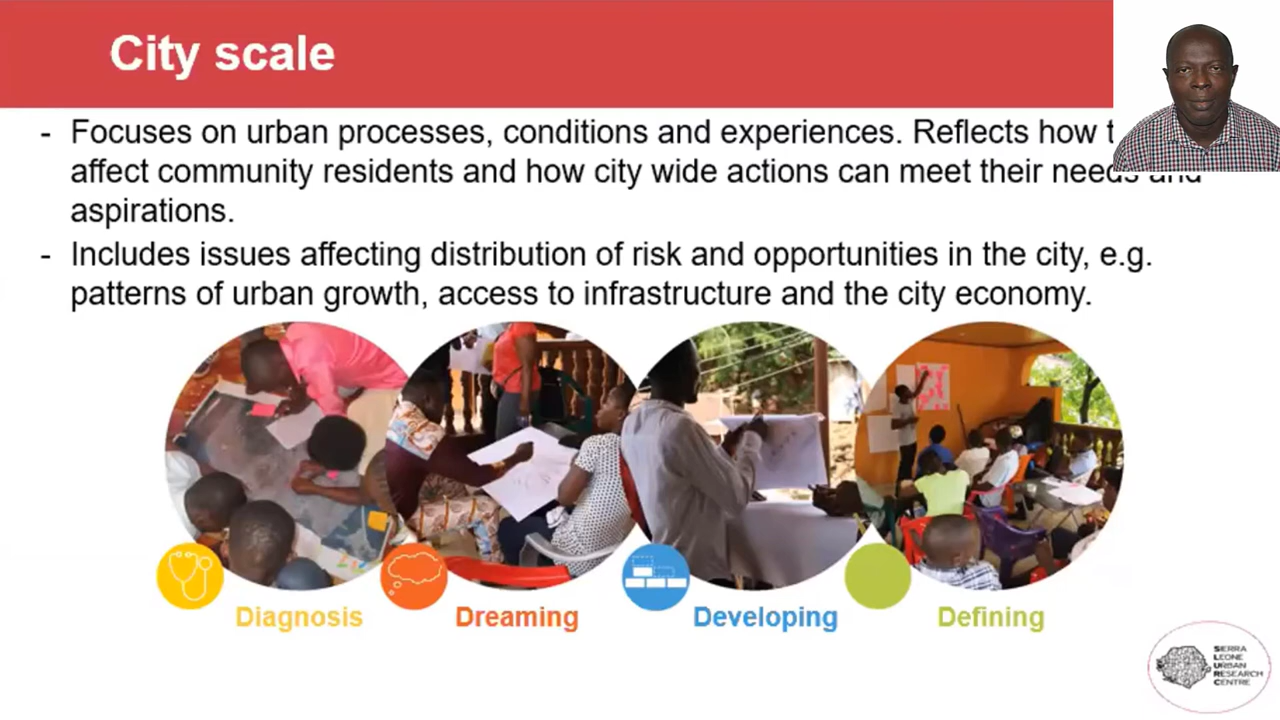 City scale
- Focuses on urban processes, conditions and experiences. Reflects how
affect community residents and how city wide actions can meet their needs and
aspirations.
- Includes issues affecting distribution of risk and opportunities in the city, e.g.
patterns of urban growth, access to infrastructure and the city economy.
Diagnosis
Dreaming
Developing
Defining
SIERRA
LEONE
URBAN
RESEARCH
CENTRE